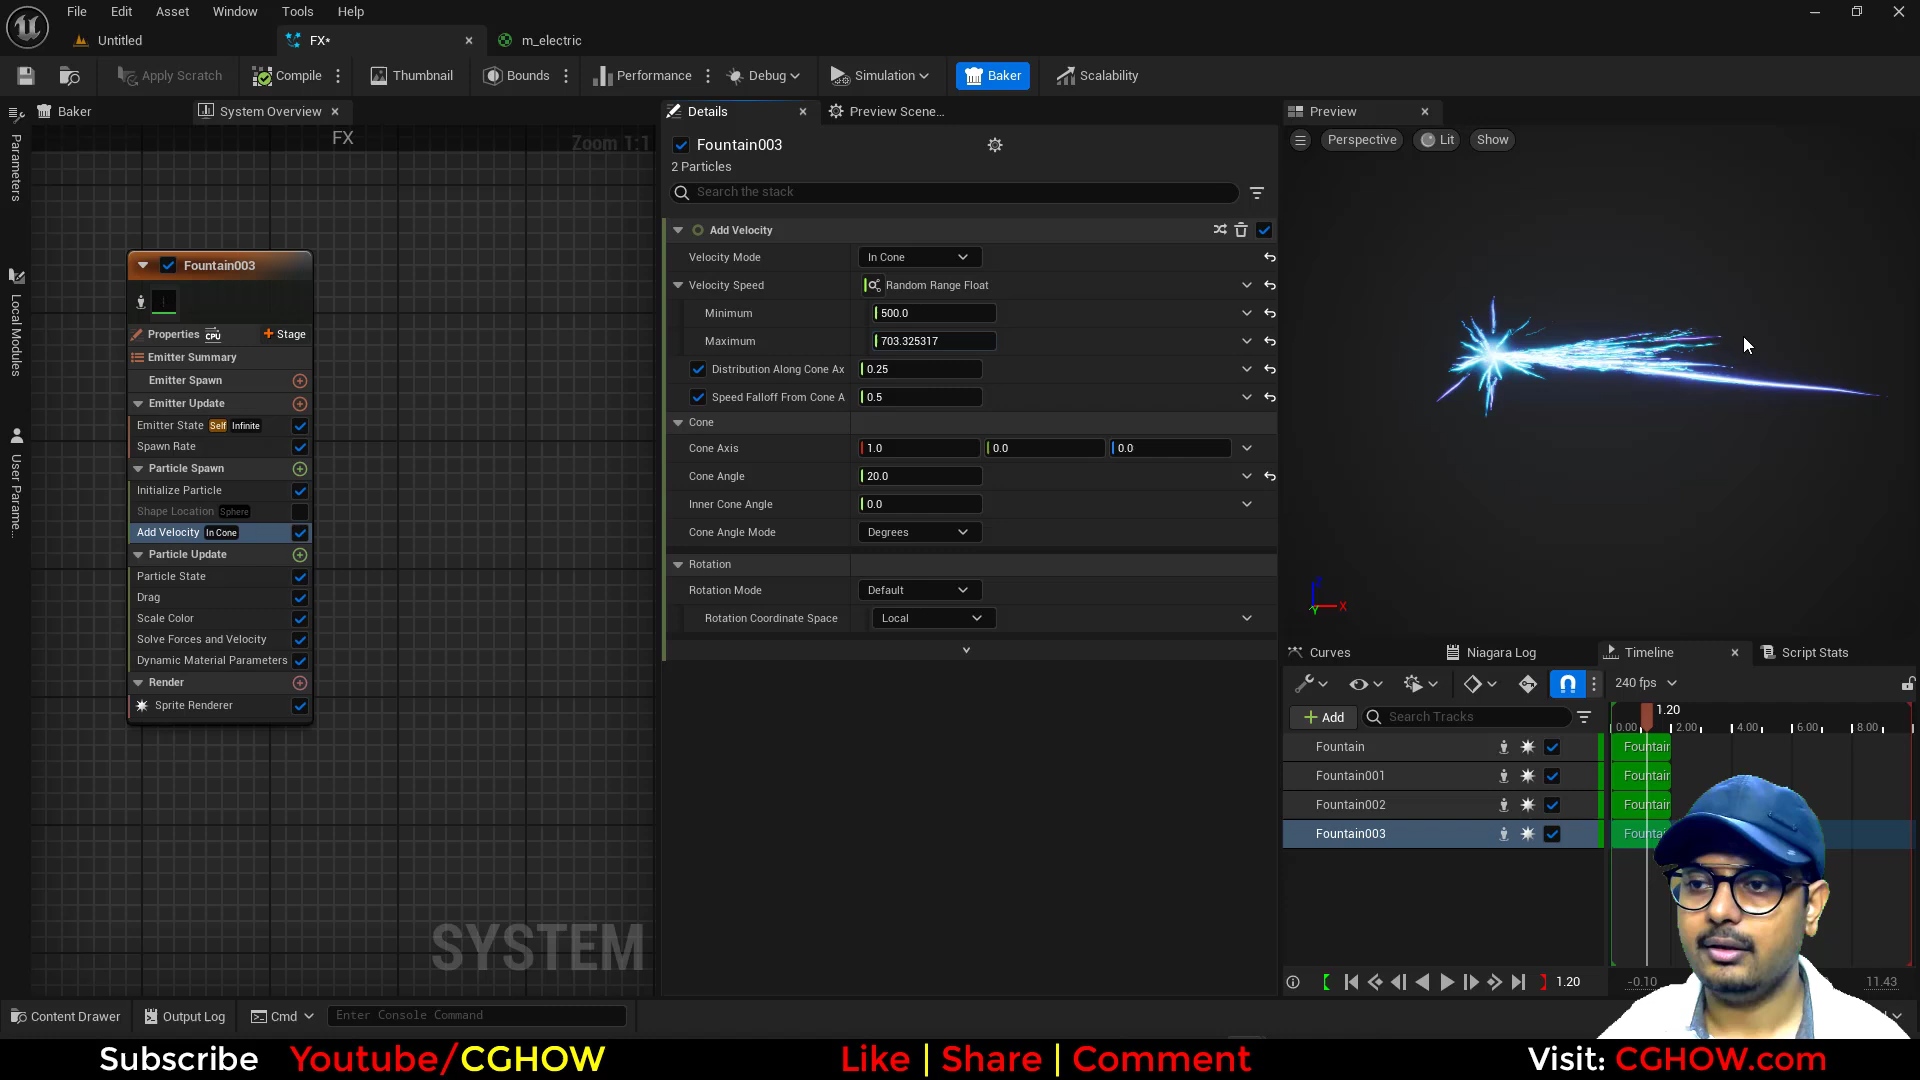 File Edit Asset Window Tools Help
Untitled FX* m_electric
Apply Scratch Compile Thumbnail Bounds Performance Debug Simulation Baker Scalability
Baker System Overview
FX
Zoom 1:1
Parameters
Local Modules
User Parame...
Fountain003
Properties CPU Stage
Emitter Summary
Emitter Spawn
Emitter Update
Emitter State Self Infinite
Spawn Rate
Particle Spawn
Initialize Particle
Shape Location Sphere
Add Velocity In Cone
Particle Update
Particle State
Drag
Scale Color
Solve Forces and Velocity
Dynamic Material Parameters
Render
Sprite Renderer
SYSTEM
Details Preview Scene...
Fountain003
2 Particles
Search the stack
Add Velocity
Velocity Mode In Cone
Velocity Speed Random Range Float
Minimum 500.0
Maximum 703.325317
Distribution Along Cone Ax 0.25
Speed Falloff From Cone A 0.5
Cone
Cone Axis 1.0 0.0 0.0
Cone Angle 20.0
Inner Cone Angle 0.0
Cone Angle Mode Degrees
Rotation
Rotation Mode Default
Rotation Coordinate Space Local
Preview
Perspective Lit Show
Z
X
Y
Curves Niagara Log Timeline Script Stats
240 fps
Add Search Tracks
1.20
0.00 2.00 4.00 6.00 8.00
Fountain Fountain
Fountain001 Fountain
Fountain002 Fountain
Fountain003 Founta
1.20 -0.10 11.43
Content Drawer Output Log Cmd Enter Console Command
Subscribe Youtube/CGHOW Like | Share | Comment Visit: CGHOW.com